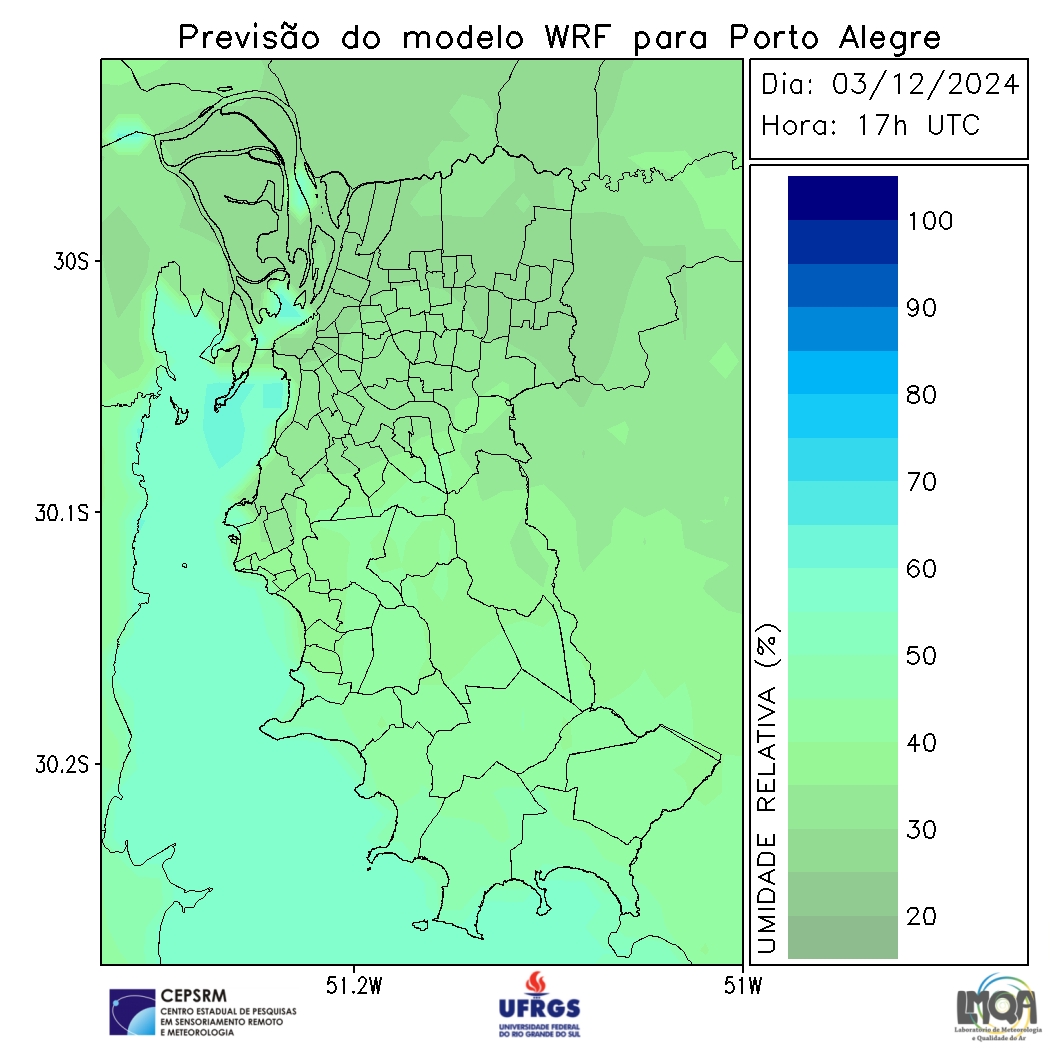 Previsão do modelo WRF para Porto Alegre
Dia: 03/12/2024
Hora: 17h UTC
30S
30.1S
30.2S
51.2W
51W
UMIDADE RELATIVA (%)
100
90
80
70
60
50
40
30
20
CEPSRM
CENTRO ESTADUAL DE PESQUISAS
EM SENSORIAMENTO REMOTO
E METEOROLOGIA
UFRGS
UNIVERSIDADE FEDERAL
DO RIO GRANDE DO SUL
LMQA
Laboratório de Meteorologia
e Qualidade do Ar